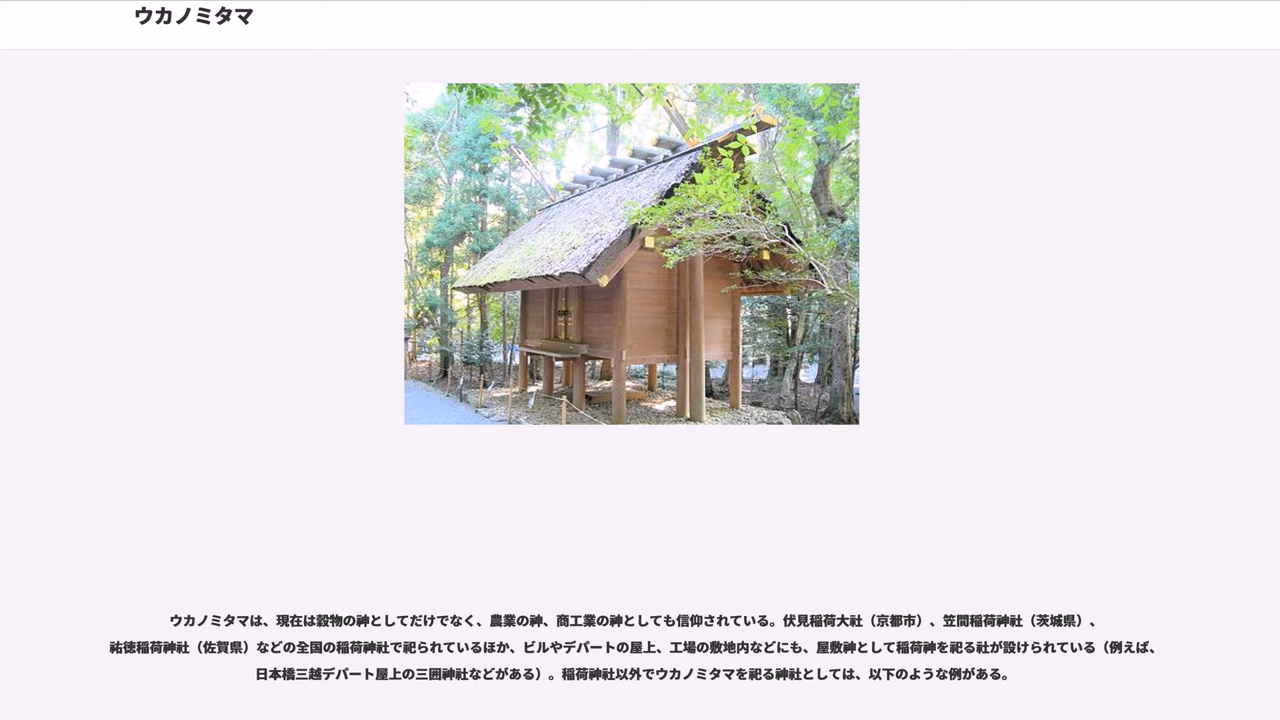 ウカノミタマ
ウカノミタマは、現在は穀物の神としてだけでなく、農業の神、商工業の神としても信仰されている。伏見稲荷大社（京都市）、笠間稲荷神社（茨城県）、
祐徳稲荷神社（佐賀県）などの全国の稲荷神社で祀られているほか、ビルやデパートの屋上、工場の敷地内などにも、屋敷神として稲荷神を祀る社が設けられている（例えば、
日本橋三越デパート屋上の三囲神社などがある）。稲荷神社以外でウカノミタマを祀る神社としては、以下のような例がある。